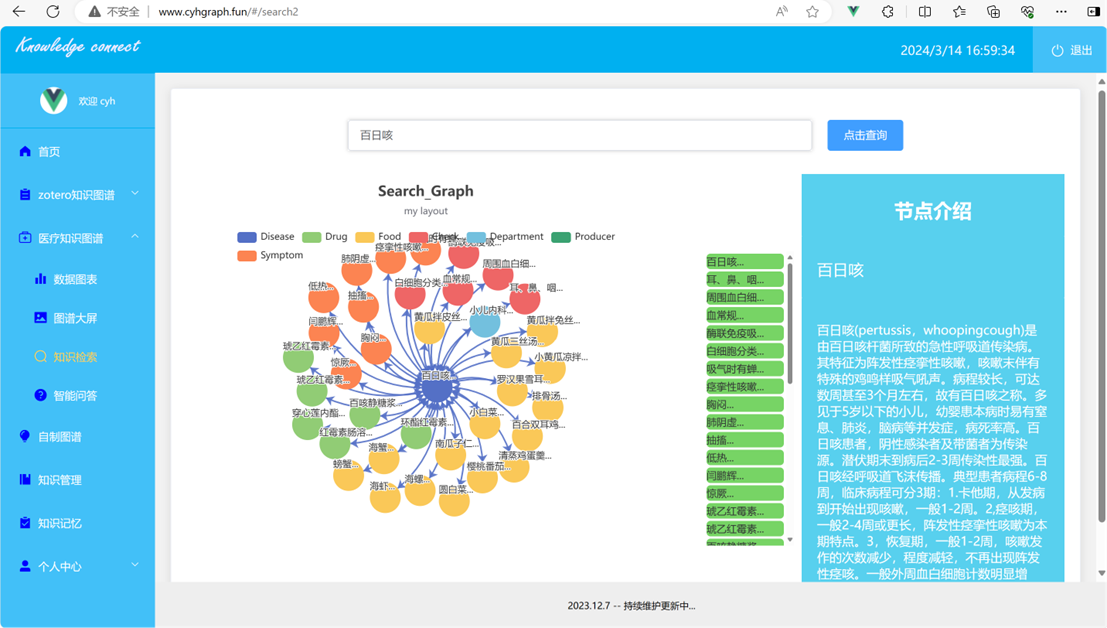 不安全
www.cyhgraph.fun/#/search2
Knowledge connect
2024/3/14 16:59:34
退出
欢迎 cyh
首页
zotero知识图谱
医疗知识图谱
数据图表
图谱大屏
知识检索
智能问答
自制图谱
知识管理
知识记忆
个人中心
百日咳
点击查询
Search_Graph
my layout
Disease
Drug
Food
Check
Department
Producer
Symptom
痉挛性咳嗽...
肺阴虚...
周围血白细...
白细胞分类...
血常规...
耳、鼻、咽...
低热...
抽搐...
小儿内科...
黄瓜拌皮丝...
黄瓜拌兔丝...
闫鹏辉...
胸闷...
黄瓜三丝汤...
琥乙红霉素...
小黄瓜凉拌...
惊厥...
百日咳...
琥乙红霉素...
罗汉果雪耳...
排骨汤...
百咳静糖浆...
小白菜...
穿心莲内酯...
环酯红霉素...
百合双耳鸡...
红霉素肠溶...
海蟹...
南瓜子仁...
清蒸鸡蛋羹...
螃蟹...
樱桃番茄...
海虾...
海螺...
圆白菜...
百日咳...
耳、鼻、咽...
周围血白细...
血常规...
酶联免疫吸...
白细胞分类...
吸气时有蝉...
痉挛性咳嗽...
胸闷...
肺阴虚...
抽搐...
低热...
闫鹏辉...
惊厥...
琥乙红霉素...
琥乙红霉素...
节点介绍
百日咳
百日咳(pertussis，whoopingcough)是
由百日咳杆菌所致的急性呼吸道传染病。
其特征为阵发性痉挛性咳嗽，咳嗽末伴有
特殊的鸡鸣样吸气吼声。病程较长，可达
数周甚至3个月左右，故有百日咳之称。多
见于5岁以下的小儿，幼婴患本病时易有窒
息、肺炎，脑病等并发症，病死率高。百
日咳患者，阴性感染者及带菌者为传染
源。潜伏期末到病后2-3周传染性最强。百
日咳经呼吸道飞沫传播。典型患者病程6-8
周，临床病程可分3期：1.卡他期，从发病
到开始出现咳嗽，一般1-2周。2,痉咳期，
一般2-4周或更长，阵发性痉挛性咳嗽为本
期特点。3，恢复期，一般1-2周，咳嗽发
作的次数减少，程度减轻，不再出现阵发
性痉咳。一般外周血白细胞计数明显增
2023.12.7 -- 持续维护更新中...